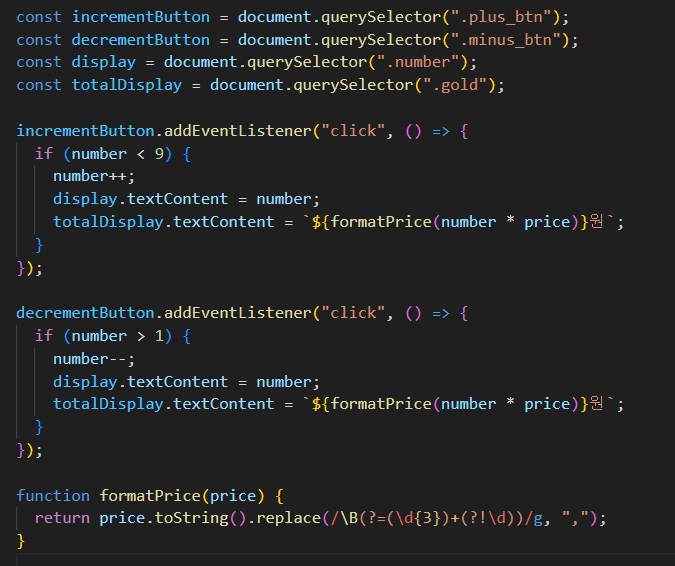 const incrementButton = document.querySelector(".plus_btn");
const decrementButton = document.querySelector(".minus_btn");
const display = document.querySelector(".number");
const totalDisplay = document.querySelector(".gold");

incrementButton.addEventListener("click", () => {
  if (number < 9) {
    number++;
    display.textContent = number;
    totalDisplay.textContent = `${formatPrice(number * price)}원`;
  }
});

decrementButton.addEventListener("click", () => {
  if (number > 1) {
    number--;
    display.textContent = number;
    totalDisplay.textContent = `${formatPrice(number * price)}원`;
  }
});

function formatPrice(price) {
  return price.toString().replace(/\B(?=(\d{3})+(?!\d))/g, ",");
}